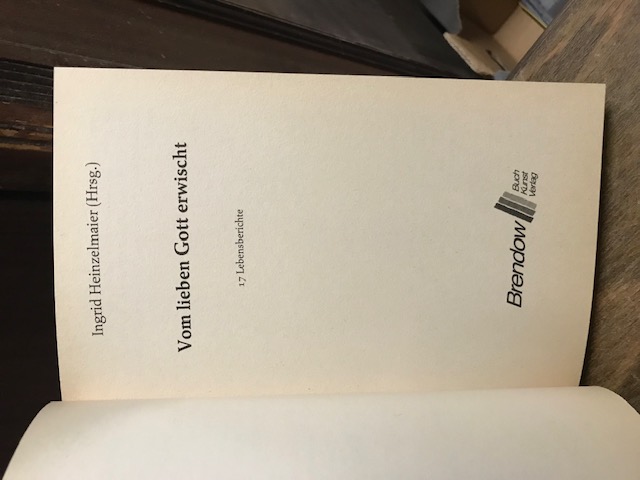 Ingrid Heinzelmaier (Hrsg.)
Vom lieben Gott erwischt
17 Lebensberichte
Brendow
Buch
Kunst
Verlag